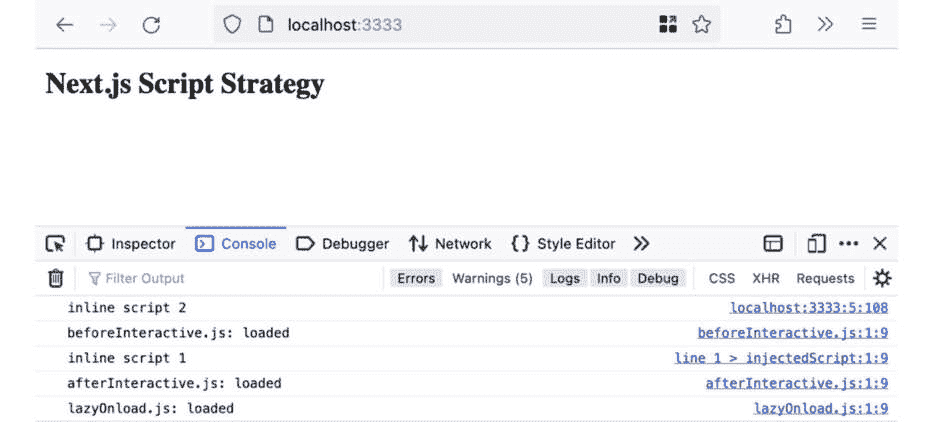 localhost:3333
Next.js Script Strategy
Inspector Console Debugger Network Style Editor
Filter Output Errors Warnings (5) Logs Info Debug CSS XHR Requests
inline script 2 localhost:3333:5:108
beforeInteractive.js: loaded beforeInteractive.js:1:9
inline script 1 line 1 > injectedScript:1:9
afterInteractive.js: loaded afterInteractive.js:1:9
lazyOnload.js: loaded lazyOnload.js:1:9